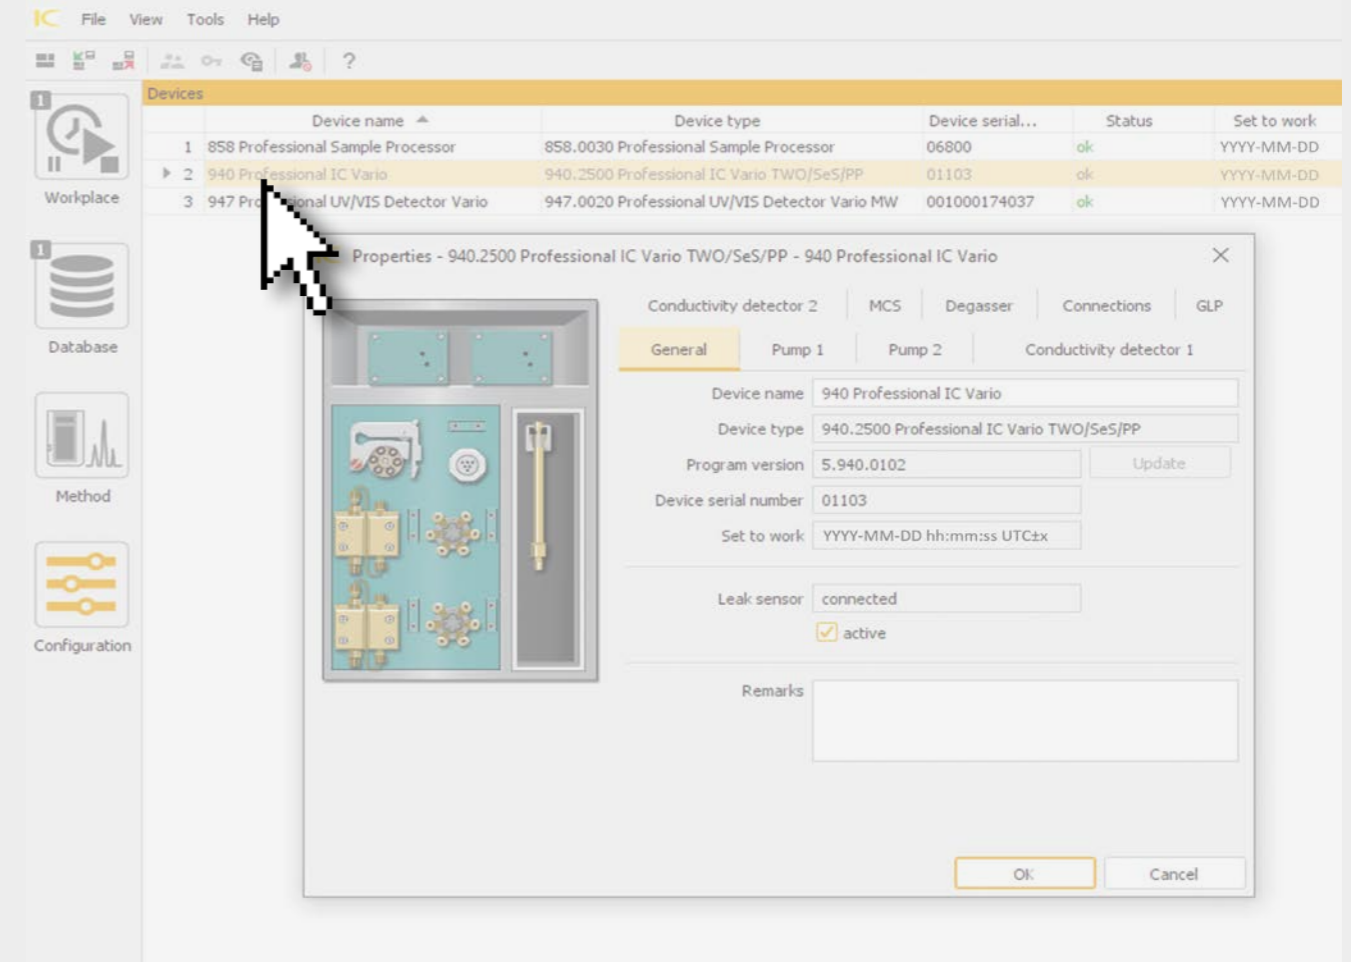 IC File View Tools Help
?
1
Workplace
1
Database
Method
Configuration
Devices
Device name Device type Device serial... Status Set to work
1 858 Professional Sample Processor 858.0030 Professional Sample Processor 06800 ok YYYY-MM-DD
2 940 Professional IC Vario 940.2500 Professional IC Vario TWO/SeS/PP 01103 ok YYYY-MM-DD
3 947 Professional UV/VIS Detector Vario 947.0020 Professional UV/VIS Detector Vario MW 001000174037 ok YYYY-MM-DD
Properties - 940.2500 Professional IC Vario TWO/SeS/PP - 940 Professional IC Vario
Conductivity detector 2 MCS Degasser Connections GLP
General Pump 1 Pump 2 Conductivity detector 1
Device name 940 Professional IC Vario
Device type 940.2500 Professional IC Vario TWO/SeS/PP
Program version 5.940.0102 Update
Device serial number 01103
Set to work YYYY-MM-DD hh:mm:ss UTC±x
Leak sensor connected
active
Remarks
OK Cancel